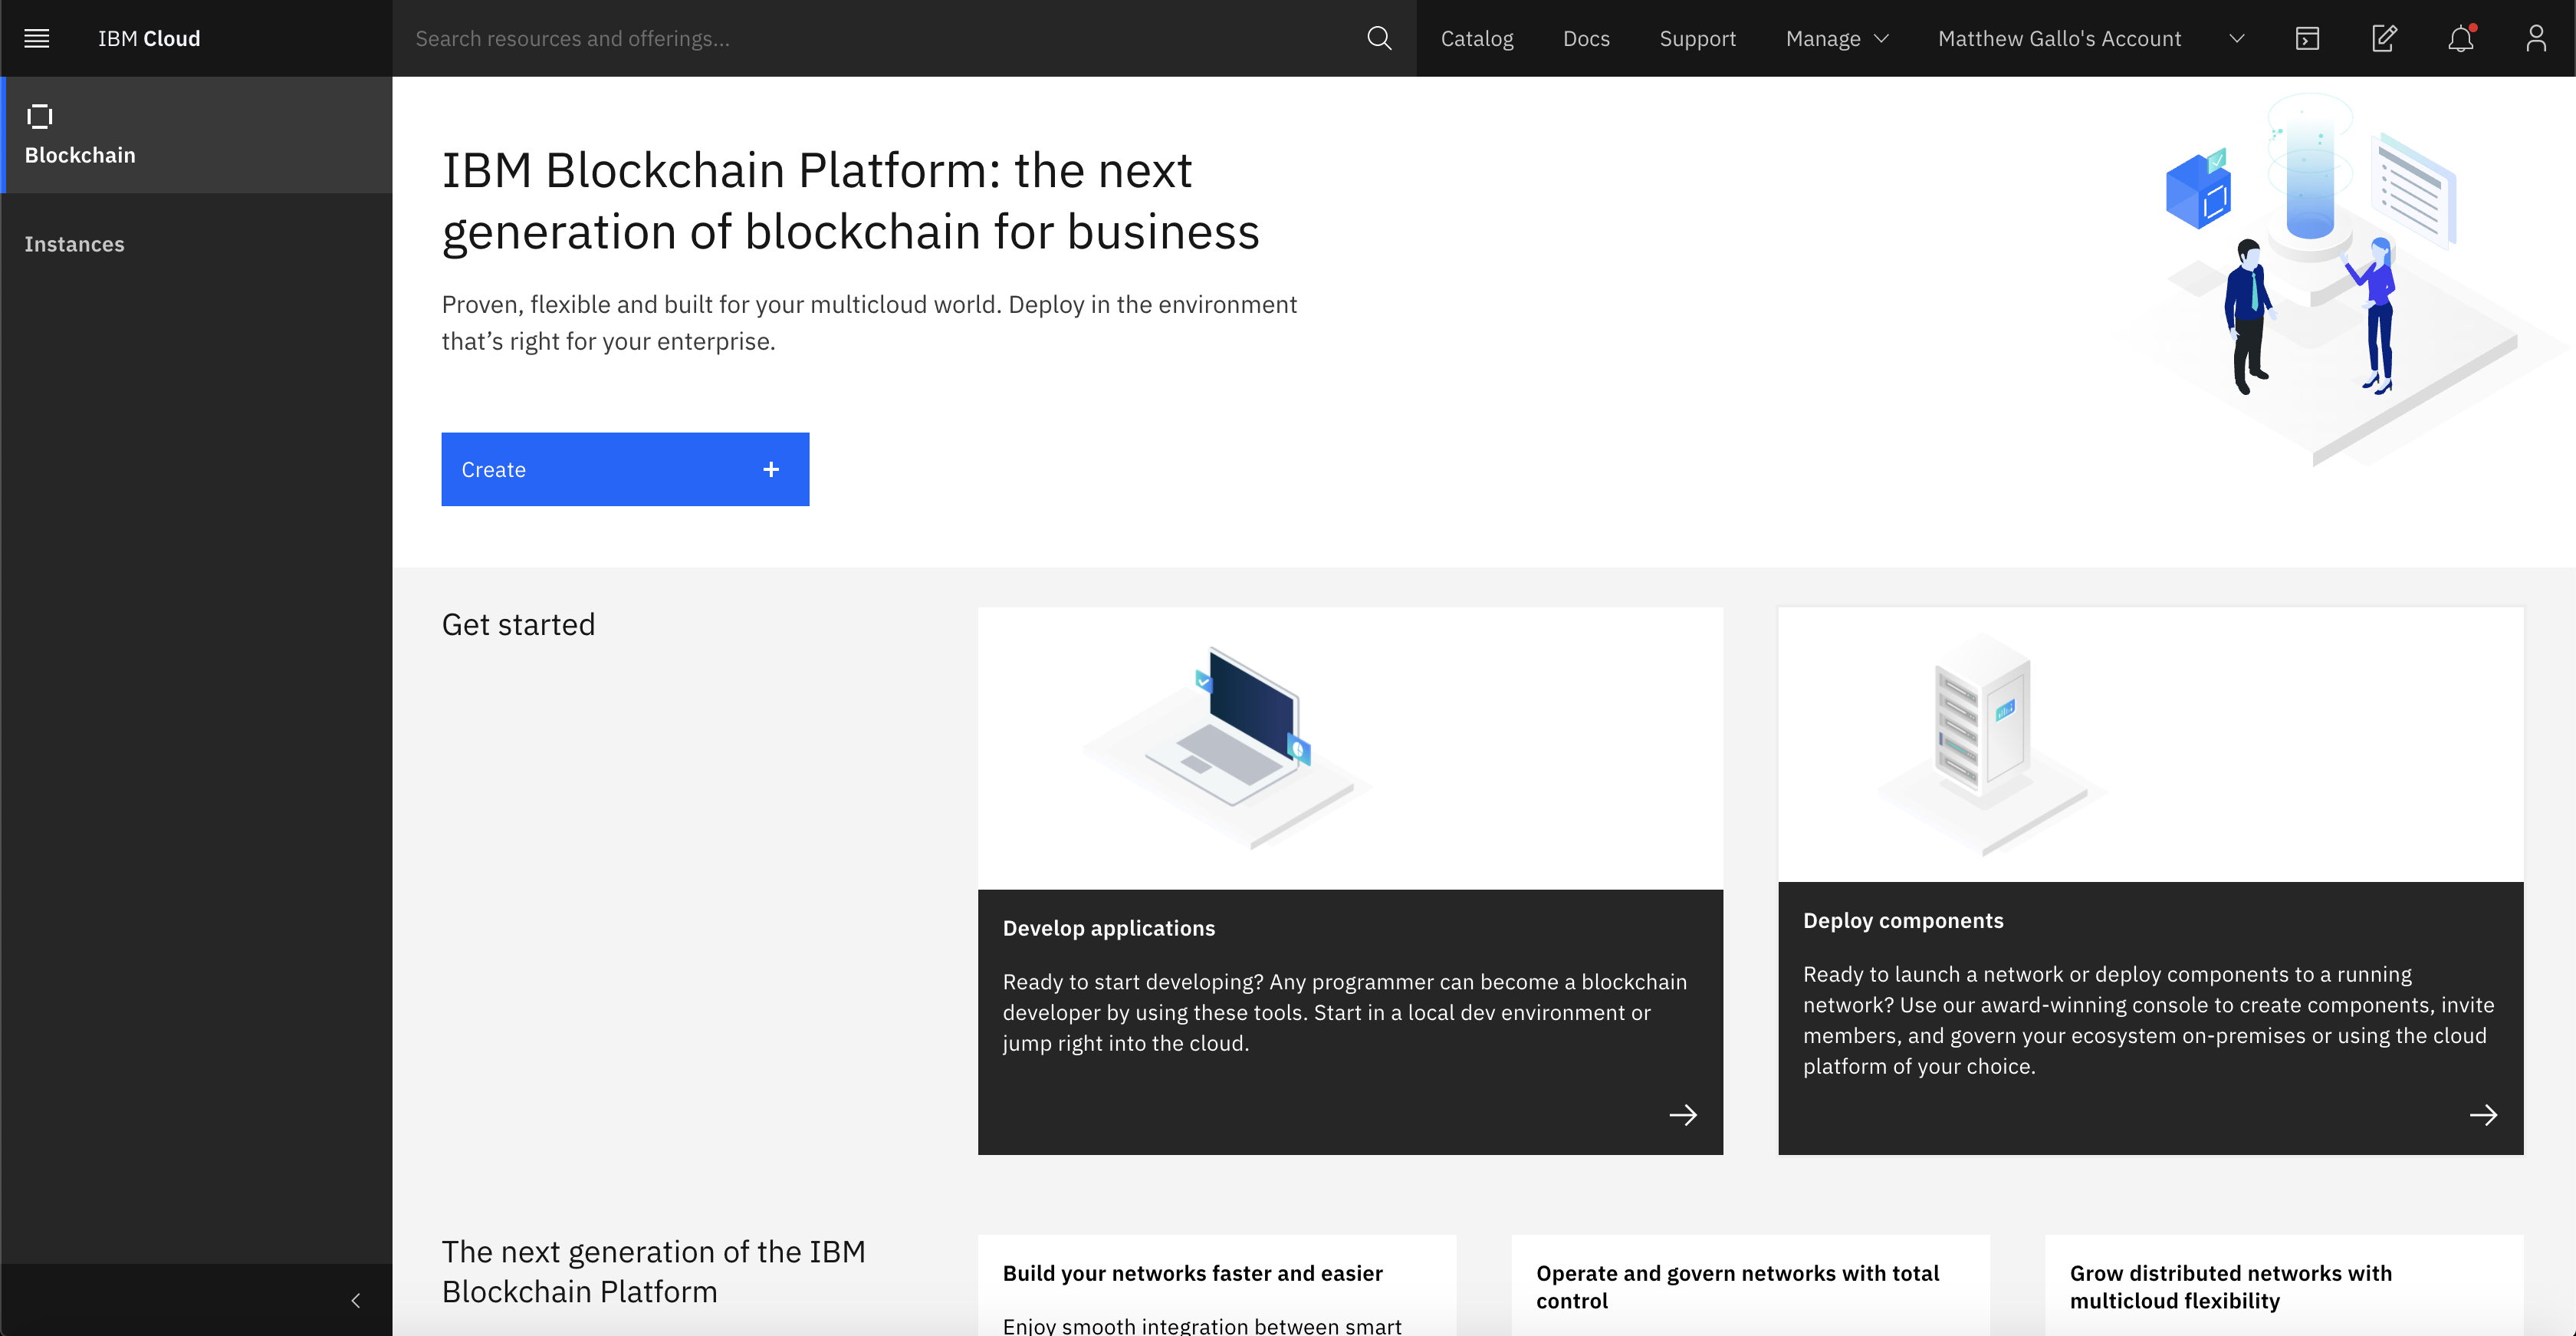 IBM Cloud
Search resources and offerings...
Catalog
Docs
Support
Manage
Matthew Gallo's Account
Blockchain
Instances
IBM Blockchain Platform: the next
generation of blockchain for business
Proven, flexible and built for your multicloud world. Deploy in the environment
that’s right for your enterprise.
Create
Get started
Develop applications
Ready to start developing? Any programmer can become a blockchain
developer by using these tools. Start in a local dev environment or
jump right into the cloud.
Deploy components
Ready to launch a network or deploy components to a running
network? Use our award-winning console to create components, invite
members, and govern your ecosystem on-premises or using the cloud
platform of your choice.
The next generation of the IBM
Blockchain Platform
Build your networks faster and easier
Enjoy smooth integration between smart
Operate and govern networks with total
control
Grow distributed networks with
multicloud flexibility